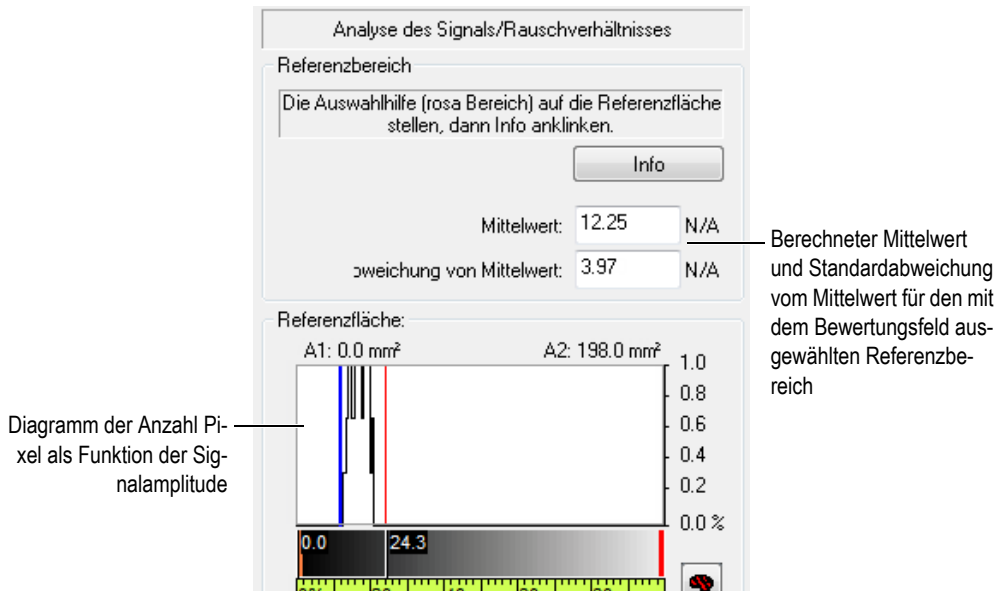 Analyse des Signals/Rauschverhältnisses
Referenzbereich
Die Auswahlhilfe (rosa Bereich) auf die Referenzfläche
stellen, dann Info anklinken.
Info
Mittelwert: 12.25 N/A
oweichung von Mittelwert: 3.97 N/A
Berechneter Mittelwert
und Standardabweichung
vom Mittelwert für den mit
dem Bewertungsfeld aus-
gewählten Referenzbe-
reich
Referenzfläche:
A1: 0.0 mm² A2: 198.0 mm²
1.0
0.8
0.6
0.4
0.2
0.0 %
Diagramm der Anzahl Pi-
xel als Funktion der Sig-
nalamplitude
0.0 24.3